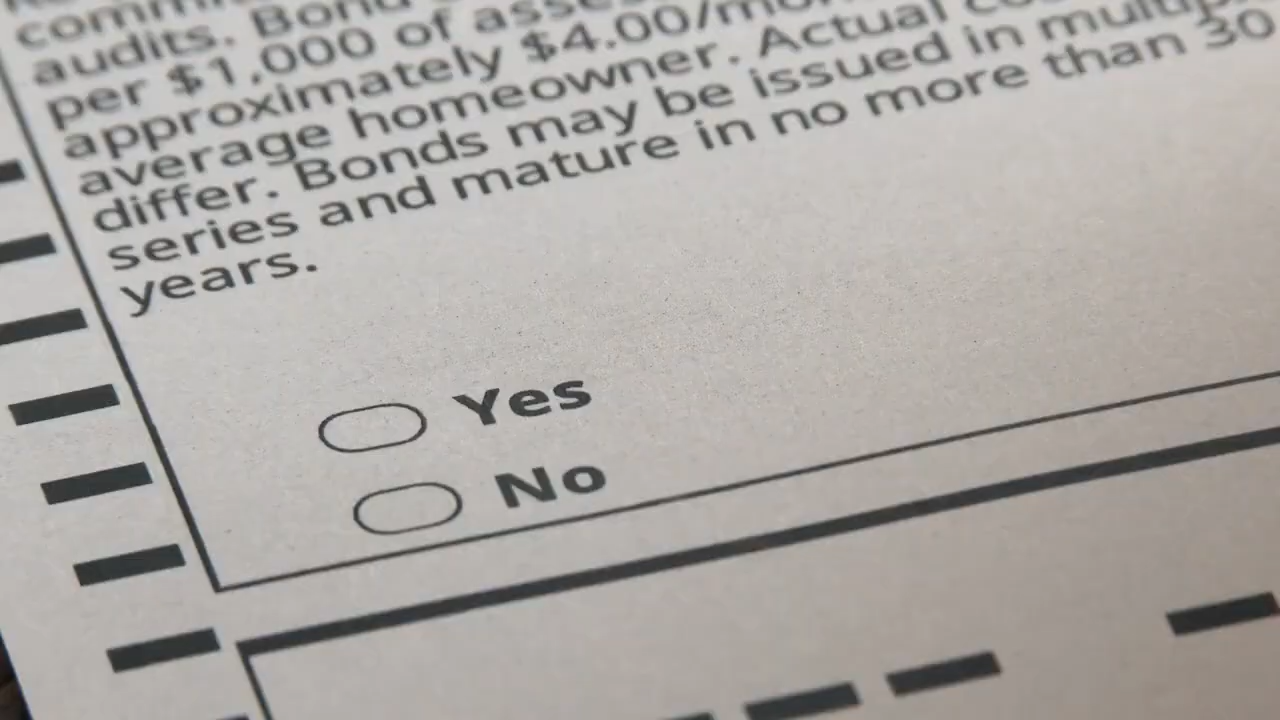 audits. Bond
per $1,000 of
approximately $4.00/
average homeowner. Actual
differ. Bonds may be issued in
series and mature in no more than 30
years.
Yes
No